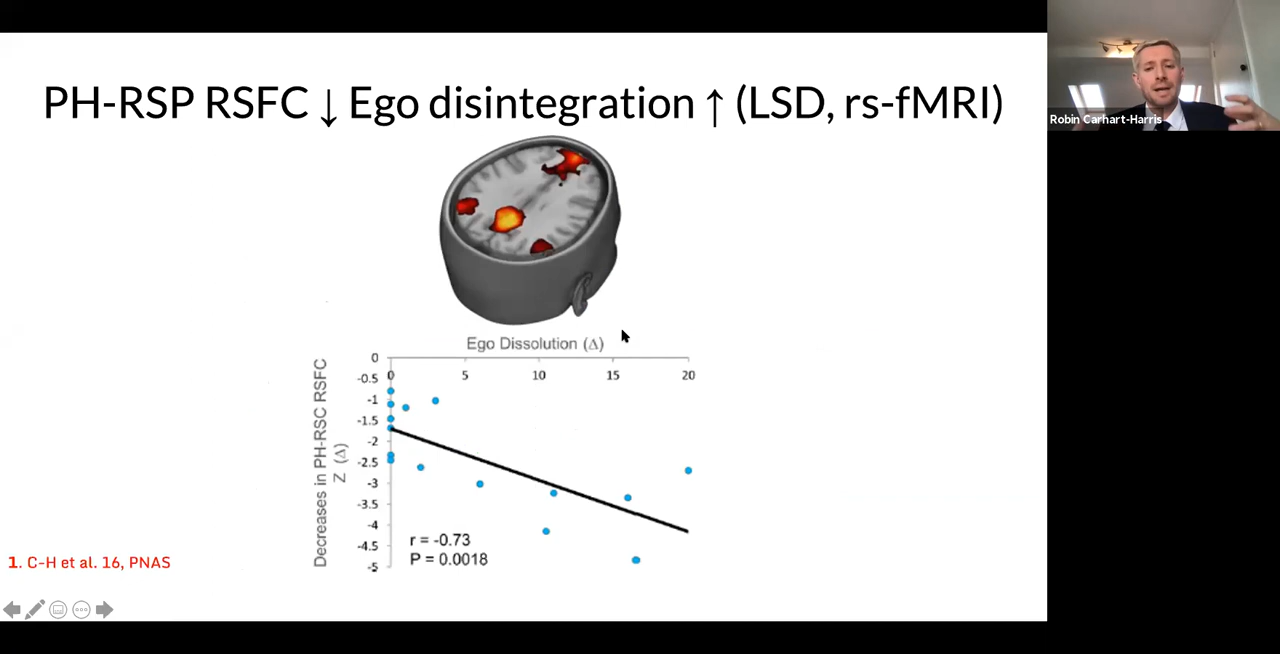 PH-RSP RSFC ↓ Ego disintegration ↑ (LSD, rs-fMRI)
Robin Carhart-Harris
Ego Dissolution (Δ)
0
-0.5
-1
-1.5
-2
-2.5
-3
-3.5
-4
-4.5
-5
0 5 10 15 20
Decreases in PH-RSC RSFC
Z (Δ)
r = -0.73
P = 0.0018
1. C-H et al. 16, PNAS